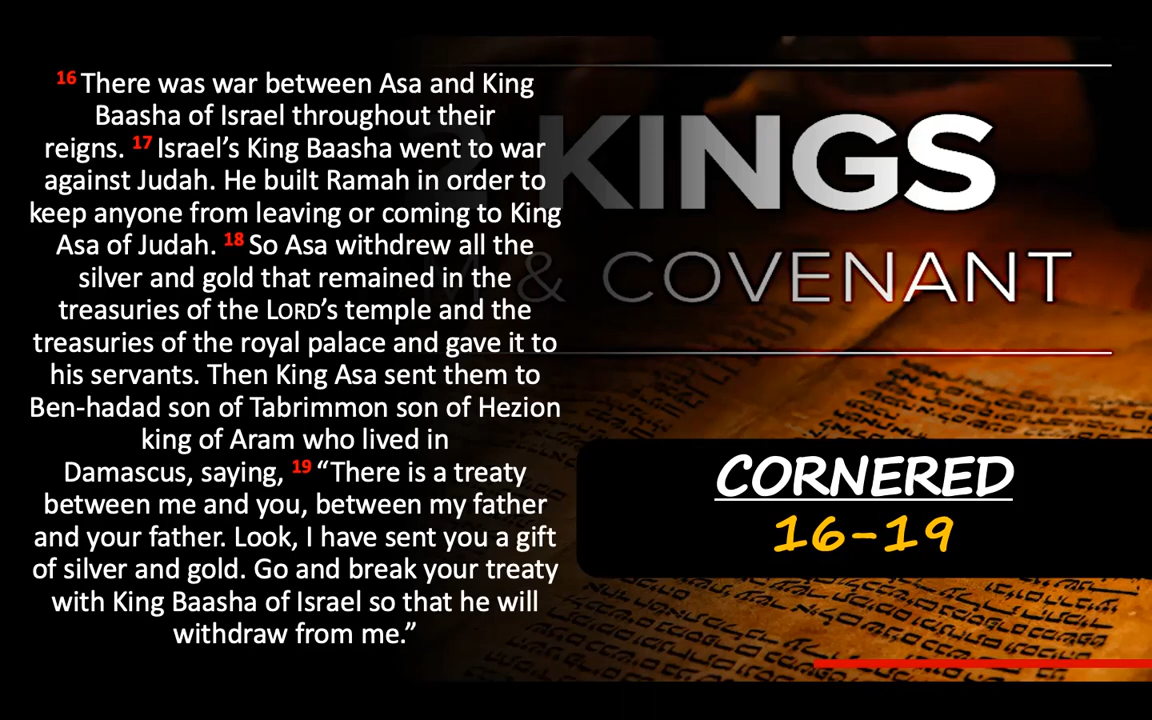 16 There was war between Asa and King
Baasha of Israel throughout their
reigns. 17 Israel’s King Baasha went to war
against Judah. He built Ramah in order to
keep anyone from leaving or coming to King
Asa of Judah. 18 So Asa withdrew all the
silver and gold that remained in the
treasuries of the LORD’s temple and the
treasuries of the royal palace and gave it to
his servants. Then King Asa sent them to
Ben-hadad son of Tabrimmon son of Hezion
king of Aram who lived in
Damascus, saying, 19 “There is a treaty
between me and you, between my father
and your father. Look, I have sent you a gift
of silver and gold. Go and break your treaty
with King Baasha of Israel so that he will
withdraw from me.”
KINGS
& COVENANT
CORNERED
16-19